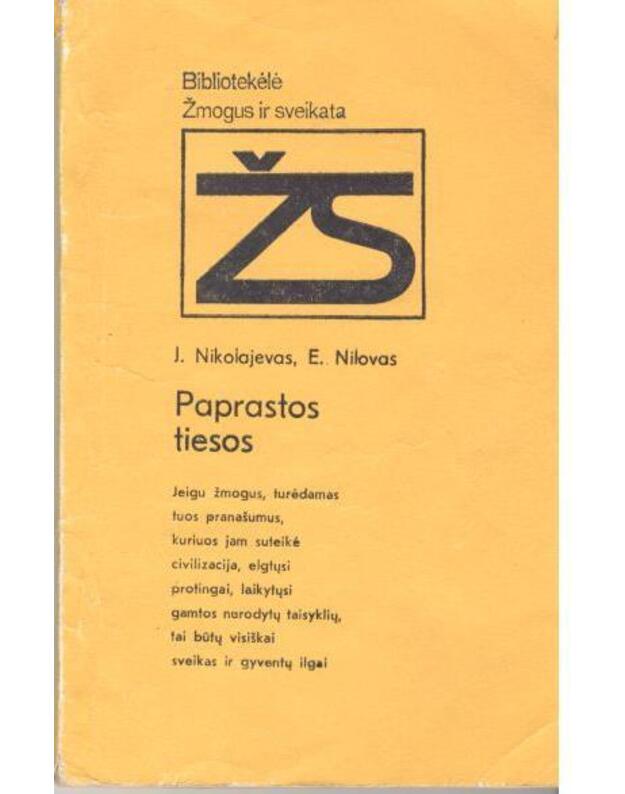 Bibliotekėlė
Žmogus ir sveikata
ŽS
J. Nikolajevas, E. Nilovas
Paprastos
tiesos
Jeigu žmogus, turėdamas
tuos pranašumus,
kuriuos jam suteikė
civilizacija, elgtųsi
protingai, laikytųsi
gamtos nurodytų taisyklių,
tai būtų visiškai
sveikas ir gyventų ilgai